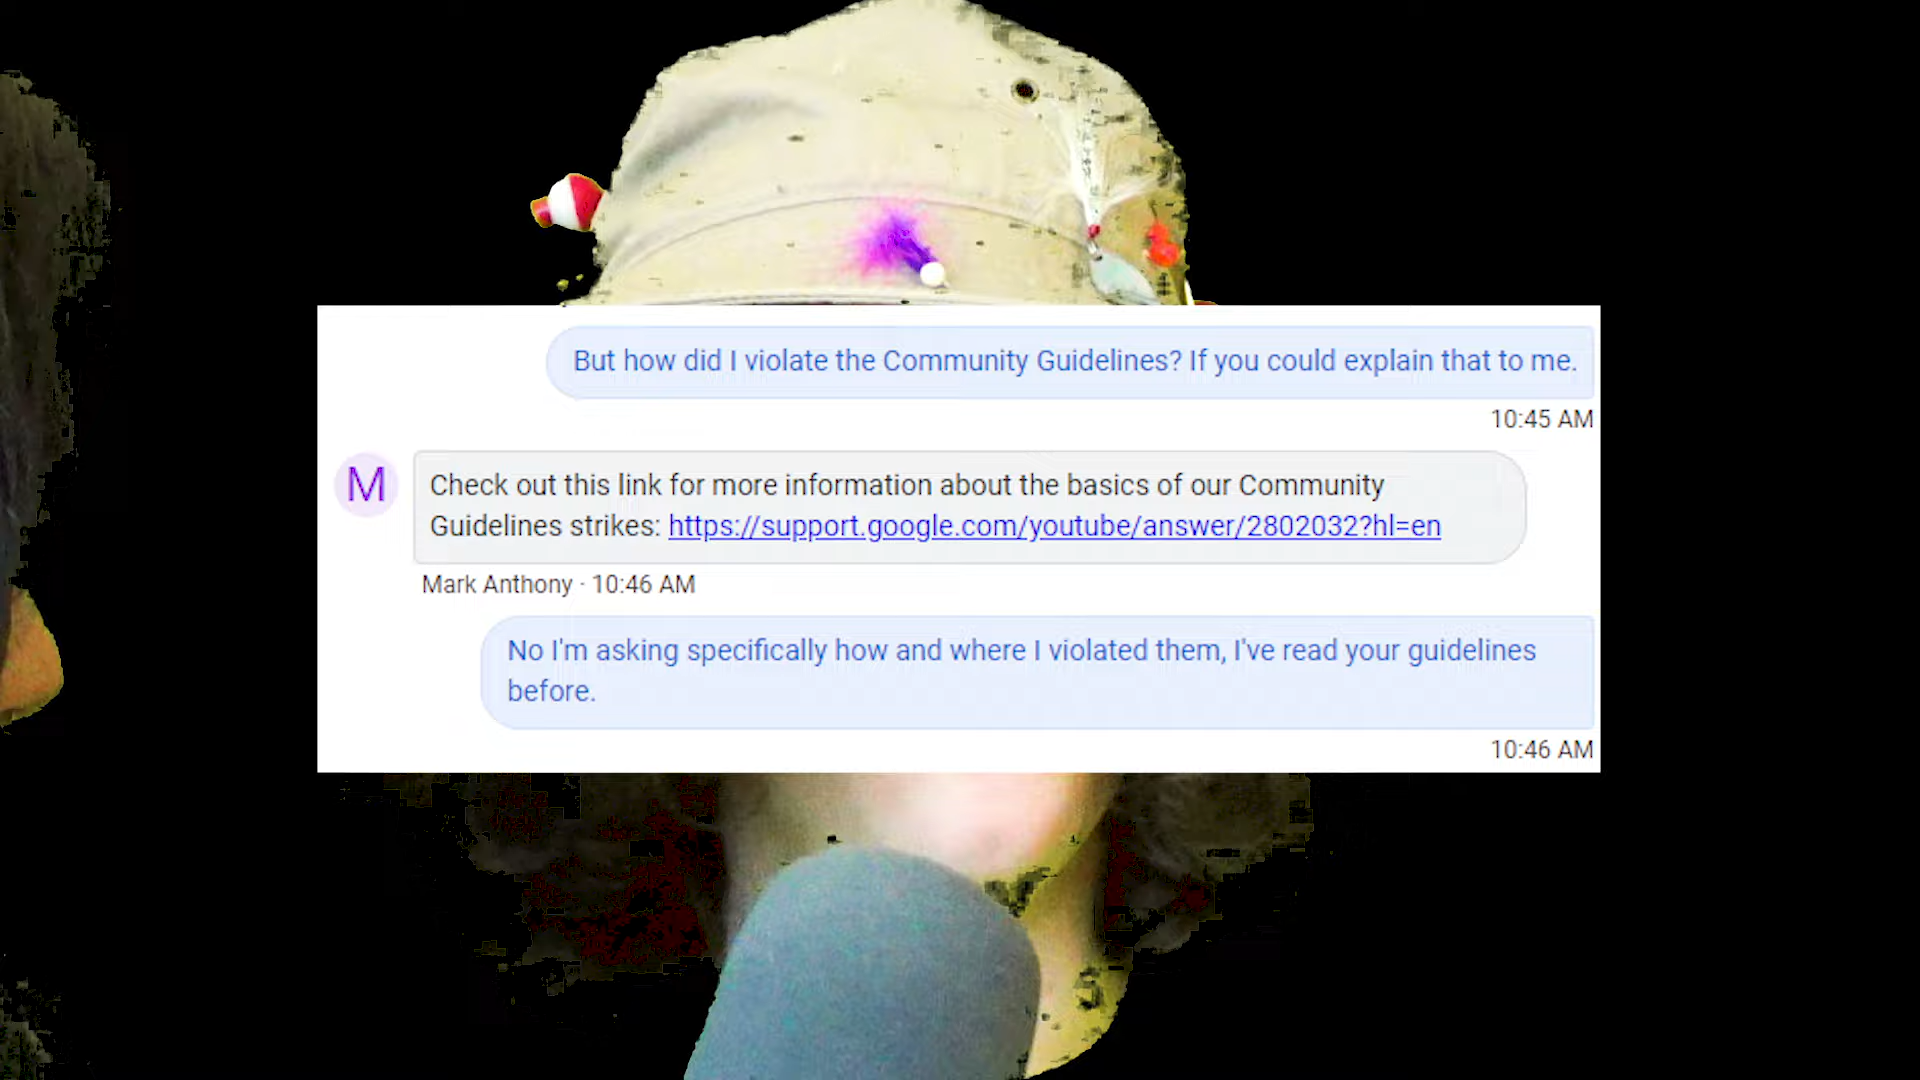 But how did I violate the Community Guidelines? If you could explain that to me.
10:45 AM
M
Check out this link for more information about the basics of our Community
Guidelines strikes: https://support.google.com/youtube/answer/2802032?hl=en
Mark Anthony · 10:46 AM
No I'm asking specifically how and where I violated them, I've read your guidelines
before.
10:46 AM